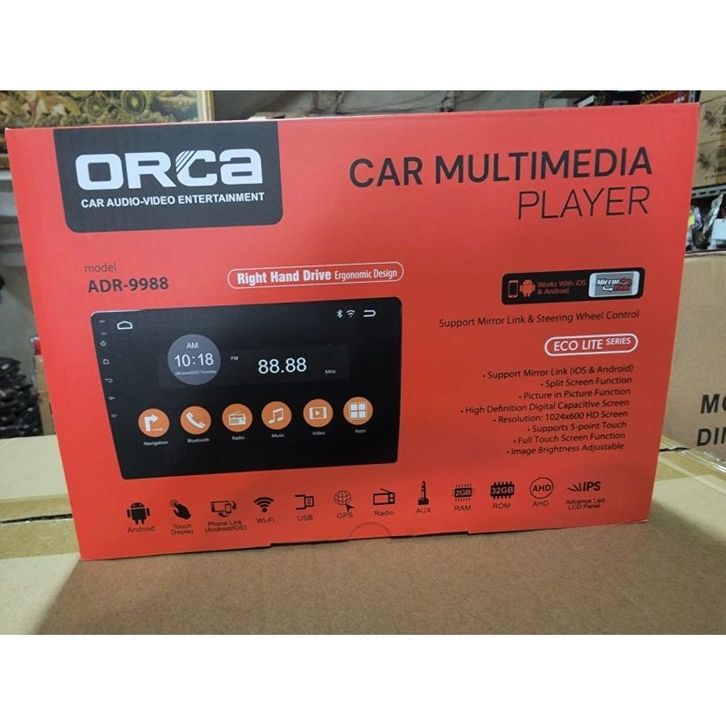 ORCA
CAR AUDIO-VIDEO ENTERTAINMENT
CAR MULTIMEDIA
PLAYER
model
ADR-9988
Right Hand Drive Ergonomic Design
Works With iOS
& Android
Mirror
Support Mirror Link & Steering Wheel Control
ECO LITE SERIES
• Support Mirror Link (iOS & Android)
• Split Screen Function
• Picture in Picture Function
• High Definition Digital Capacitive Screen
• Resolution: 1024x600 HD Screen
• Supports 5-point Touch
• Full Touch Screen Function
• Image Brightness Adjustable
AM
10:18
FM
88.88
MHz
Navigation
Bluetooth
Radio
Music
Video
Apps
Android
Touch
Display
Phone Link
(Android/iOS)
Wi-Fi
USB
GPS
Radio
AUX
2GB
RAM
32GB
ROM
AHD
AHD
IPS
Advance Led
LCD Panel
MO
DIM